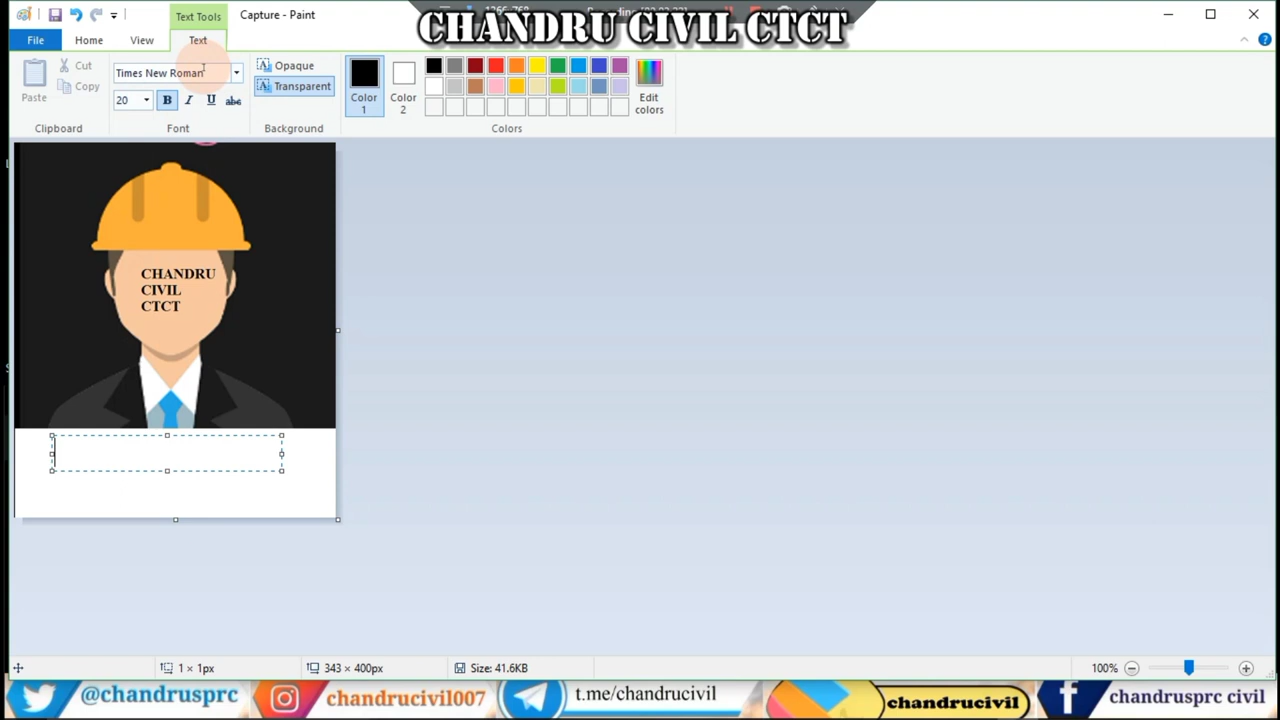 Text Tools
Capture - Paint
CHANDRU CIVIL CTCT
File
Home
View
Text
Paste
Cut
Copy
Clipboard
Times New Roman
20
B I U abc
Font
Opaque
Transparent
Background
Color 1
Color 2
Edit colors
Colors
CHANDRU
CIVIL
CTCT
1 × 1px
343 × 400px
Size: 41.6KB
100%
@chandrusprc
chandrucivil007
t.me/chandrucivil
chandrucivil
chandrusprc civil